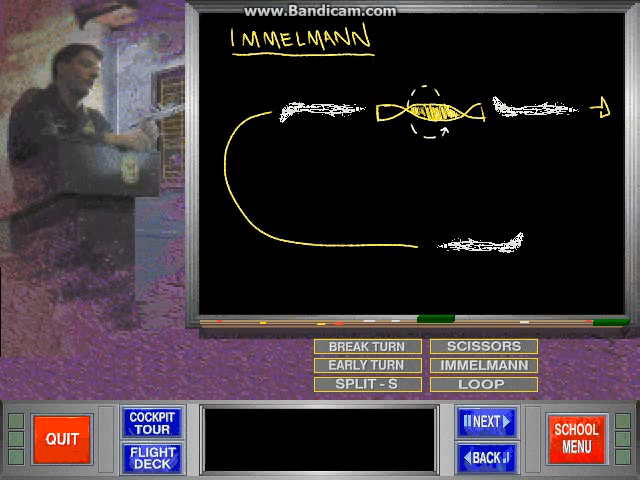 www.Bandicam.com
IMMELMANN
BREAK TURN
SCISSORS
EARLY TURN
IMMELMANN
SPLIT - S
LOOP
QUIT
COCKPIT
TOUR
FLIGHT
DECK
NEXT
BACK
SCHOOL
MENU